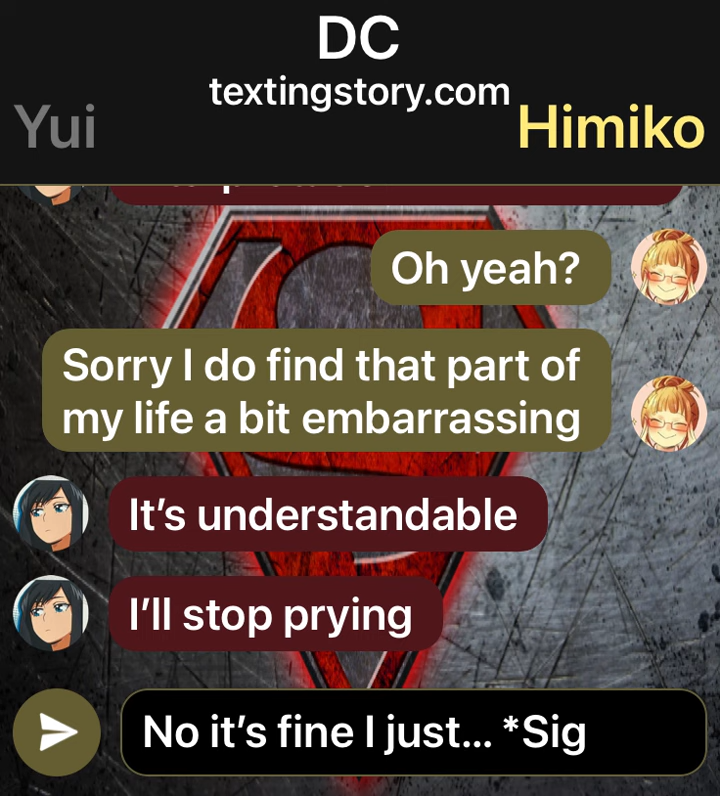 DC
textingstory.com
Yui
Himiko
Oh yeah?
Sorry I do find that part of
my life a bit embarrassing
It's understandable
I'll stop prying
No it's fine I just... *Sig